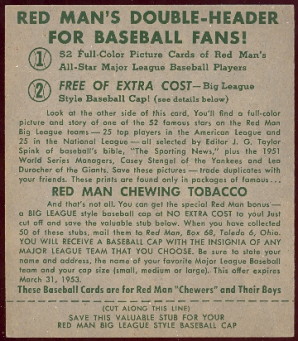 RED MAN'S DOUBLE-HEADER
FOR BASEBALL FANS!
1 52 Full-Color Picture Cards of Red Man's
All-Star Major League Baseball Players
2 FREE OF EXTRA COST—Big League
Style Baseball Cap! (see details below)
Look at the other side of this card. You'll find a full-color
picture and story on one of the 52 famous stars on the Red Man
Big League teams — 25 top players in the American League and
25 in the National League — all selected by Editor J. G. Taylor
Spink of baseball's bible, "The Sporting News," plus the 1951
World Series Managers, Casey Stengel of the Yankees and Leo
Durocher of the Giants. Save these pictures — trade duplicates
with friends. These prints are found only in packages of famous...
RED MAN CHEWING TOBACCO
And that's not all. You can get the special Red Man bonus —
a BIG LEAGUE style baseball cap at NO EXTRA COST to you! Just
cut off and save the valuable stub below. When you have collected
50 of these stubs, mail them to Red Man, Box 68, Toledo 6, Ohio.
YOU WILL RECEIVE A BASEBALL CAP WITH THE INSIGNIA OF ANY
MAJOR LEAGUE TEAM THAT YOU CHOOSE. Be sure to state your
name and address, the name of your favorite Major League Baseball
team and your cap size (small, medium or large). This offer expires
March 31, 1953.
These Baseball Cards are for Red Man "Chewers" and Their Boys
(CUT ALONG THIS LINE)
SAVE THIS VALUABLE STUB FOR YOUR
RED MAN BIG LEAGUE STYLE BASEBALL CAP